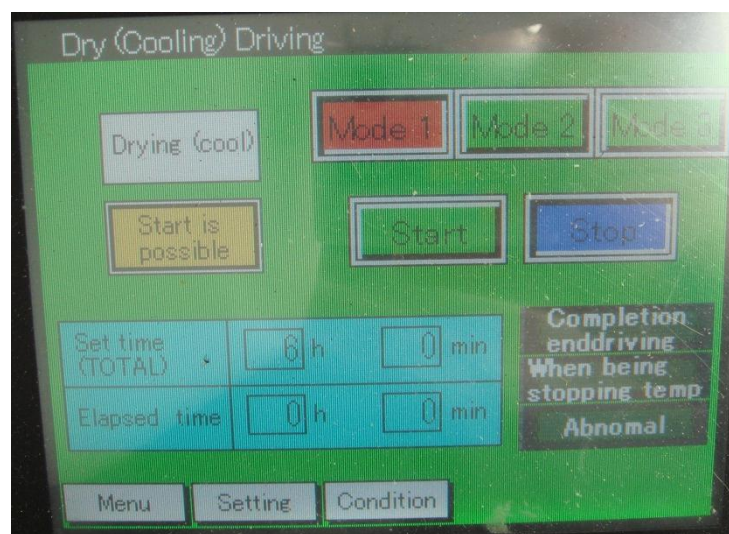 Dry (Cooling) Driving
Drying (cool)
Mode 1
Mode 2
Mode 3
Start is
possible
Start
Stop
Set time
(TOTAL)
6 h 0 min
Elapsed time 0 h 0 min
Completion
enddriving
When being
stopping temp
Abnomal
Menu
Setting
Condition